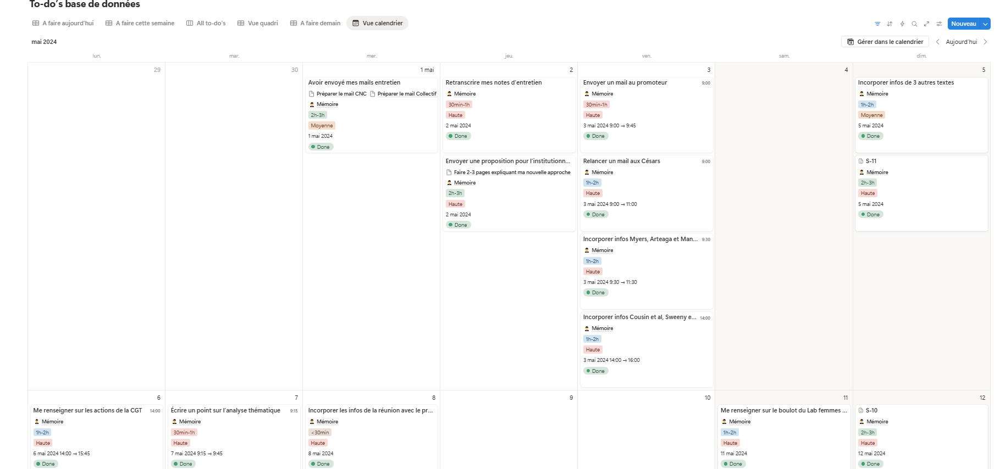 To-do's base de données
A faire aujourd'hui A faire cette semaine All to-do's Vue quadri A faire demain Vue calendrier
Nouveau
mai 2024
Gérer dans le calendrier Aujourd'hui
lun. mar. mer. jeu. ven. sam. dim.
29
30
1 mai
Avoir envoyé mes mails entretien
Préparer le mail CNC Préparer le mail Collectif
Mémoire
2h-3h
Moyenne
1 mai 2024
Done
2
Retranscrire mes notes d'entretien
Mémoire
30min-1h
Haute
2 mai 2024
Done
Envoyer une proposition pour l'institutionn...
Faire 2-3 pages expliquant ma nouvelle approche
Mémoire
2h-3h
Haute
2 mai 2024
Done
3
Envoyer un mail au promoteur 9:00
Mémoire
30min-1h
Haute
3 mai 2024 9:00 → 9:45
Done
Relancer un mail aux Césars 9:00
Mémoire
1h-2h
Haute
3 mai 2024 9:00 → 11:00
Done
Incorporer infos Myers, Arteaga et Man... 9:30
Mémoire
1h-2h
Haute
3 mai 2024 9:30 → 11:30
Done
Incorporer infos Cousin et al, Sweeny e... 14:00
Mémoire
1h-2h
Haute
3 mai 2024 14:00 → 16:00
Done
4
5
Incorporer infos de 3 autres textes
Mémoire
1h-2h
Moyenne
5 mai 2024
Done
S-11
Mémoire
2h-3h
Haute
5 mai 2024
Done
6
Me renseigner sur les actions de la CGT 14:00
Mémoire
1h-2h
Haute
6 mai 2024 14:00 → 15:45
Done
7
Écrire un point sur l'analyse thématique 9:15
Mémoire
30min-1h
Haute
7 mai 2024 9:15 → 9:45
Done
8
Incorporer les infos de la réunion avec le pr...
Mémoire
<30min
Haute
8 mai 2024
Done
9
10
11
Me renseigner sur le boulot du Lab femmes ...
Mémoire
1h-2h
Haute
11 mai 2024
Done
12
S-10
Mémoire
2h-3h
Haute
12 mai 2024
Done